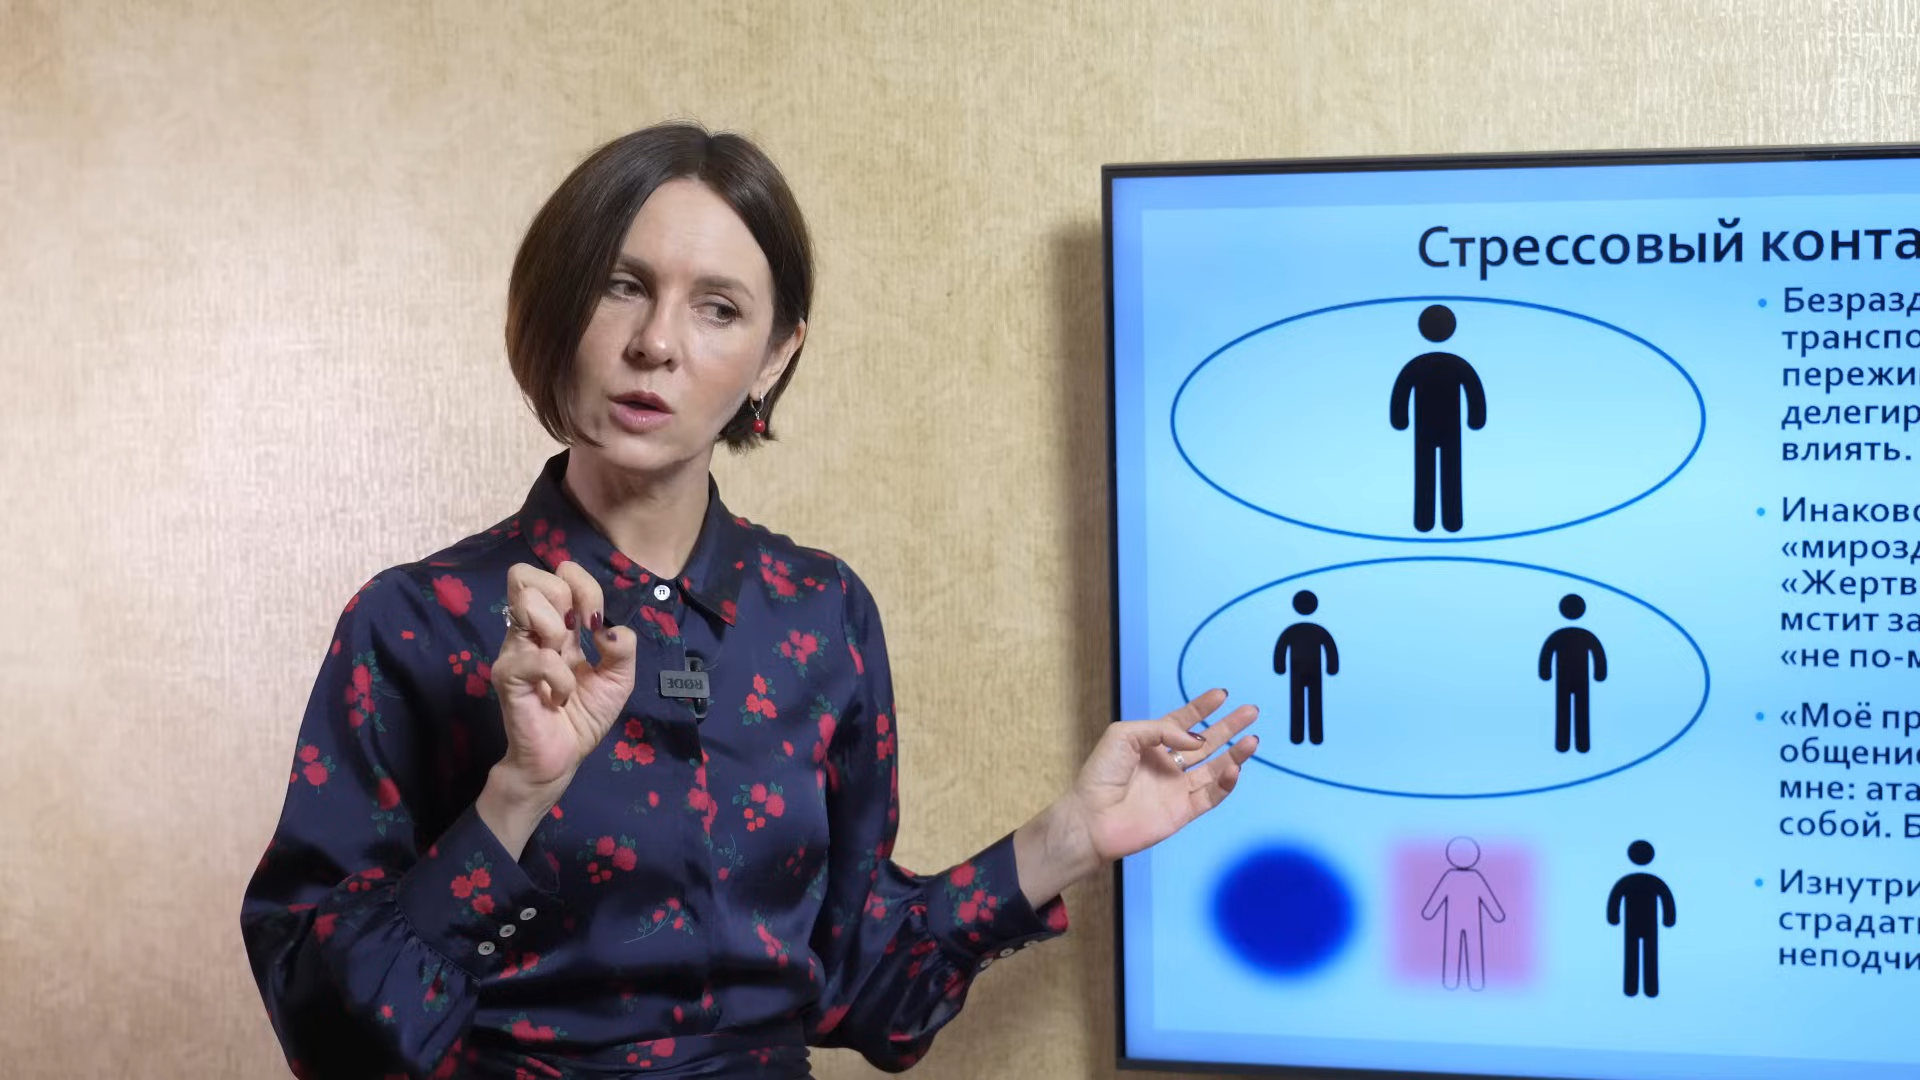 Стрессовый конта
Безразд
транспо
пережи
делегир
влиять.
Инаково
«мирозд
«Жертв
мстит за
«не по-м
«Моё пр
общение
мне: ата
собой. Б
Изнутри
страдать
неподчи
RØDE